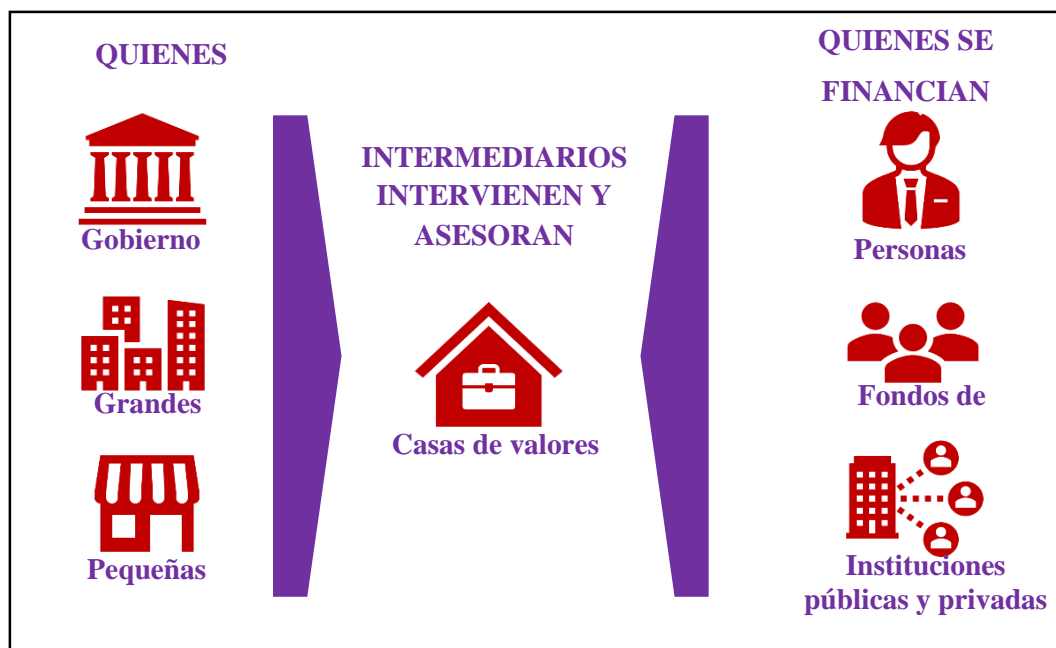 QUIENES
Gobierno
Grandes
Pequeñas
INTERMEDIARIOS
INTERVIENEN Y
ASESORAN
Casas de valores
QUIENES SE
FINANCIAN
Personas
Fondos de
Instituciones
públicas y privadas